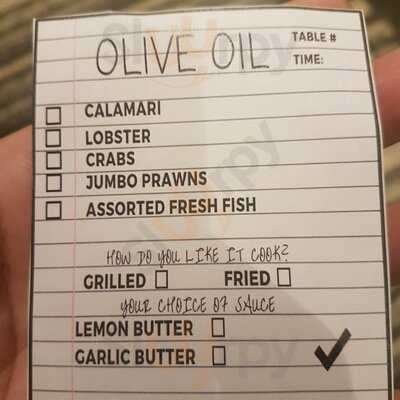 OLIVE OIL
TABLE #
TIME:
CALAMARI
LOBSTER
CRABS
JUMBO PRAWNS
ASSORTED FRESH FISH
HOW DO YOU LIKE IT COOK?
GRILLED FRIED
YOUR CHOICE OF SAUCE
LEMON BUTTER
GARLIC BUTTER